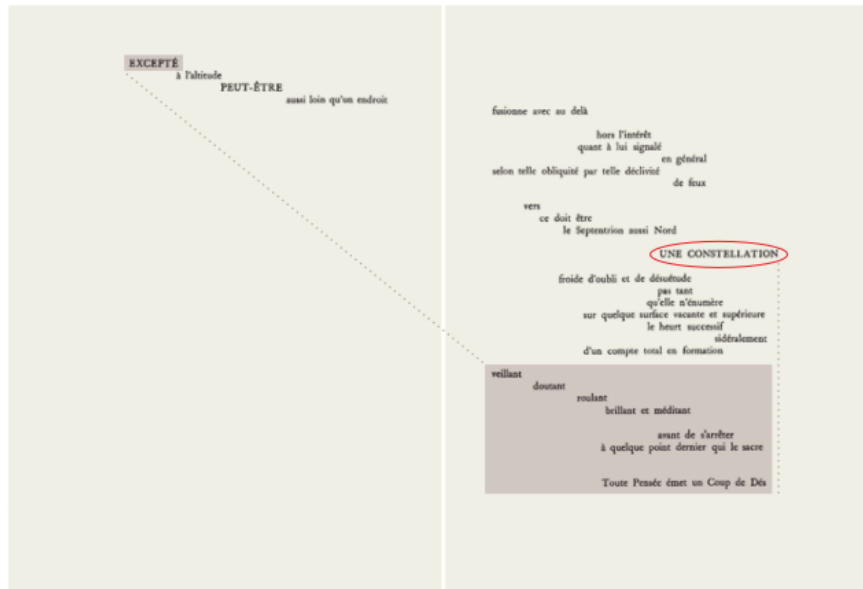 EXCEPTÉ
à l'altitude
PEUT-ÊTRE
aussi loin qu'un endroit
fusionne avec au delà
hors l'intérêt
quant à lui signalé
en général
selon telle obliquité par telle déclivité
de feux
vers
ce doit être
le Septentrion aussi Nord
UNE CONSTELLATION
froide d'oubli et de désuétude
pas tant
qu'elle n'énumère
sur quelque surface vacante et supérieure
le heurt successif
sidéralement
d'un compte total en formation
veillant
doutant
roulant
brillant et méditant
avant de s'arrêter
à quelque point dernier qui le sacre
Toute Pensée émet un Coup de Dés